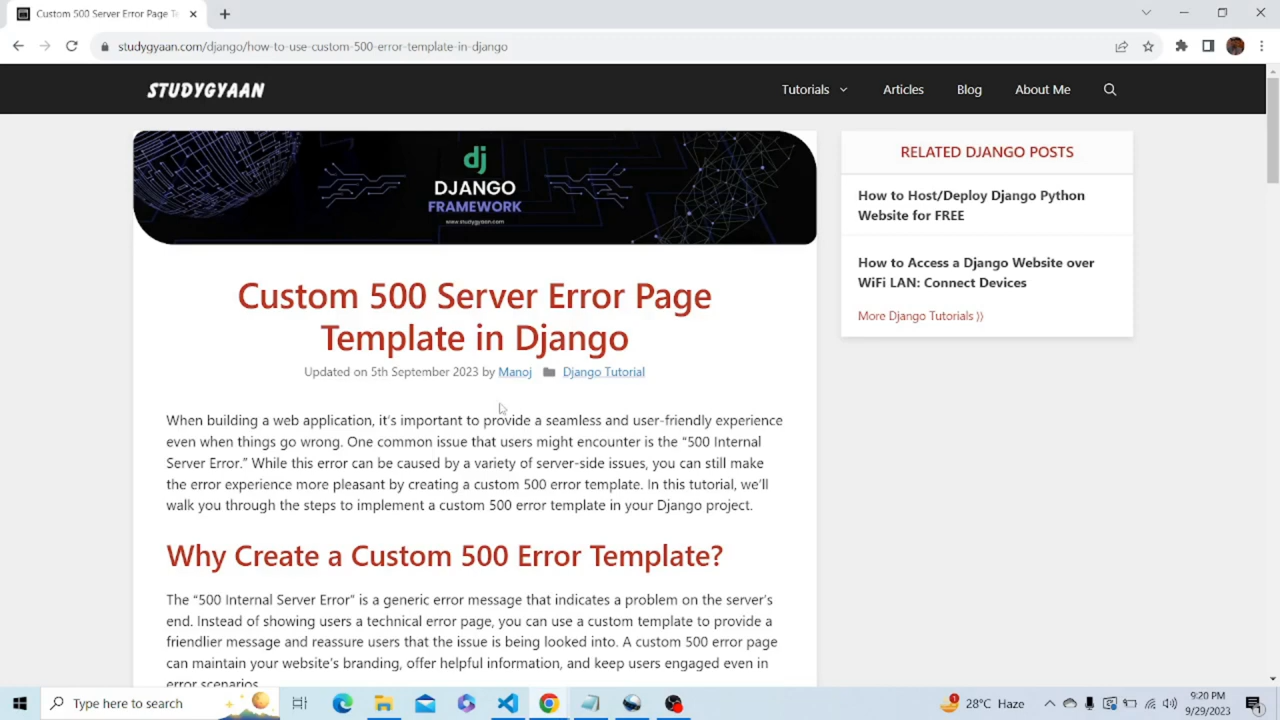 Custom 500 Server Error Page Te
studygyaan.com/django/how-to-use-custom-500-error-template-in-django
STUDYGYAAN
Tutorials
Articles
Blog
About Me
dj
DJANGO
FRAMEWORK
www.studygyaan.com
Custom 500 Server Error Page
Template in Django
Updated on 5th September 2023 by Manoj Django Tutorial
When building a web application, it's important to provide a seamless and user-friendly experience
even when things go wrong. One common issue that users might encounter is the “500 Internal
Server Error.” While this error can be caused by a variety of server-side issues, you can still make
the error experience more pleasant by creating a custom 500 error template. In this tutorial, we'll
walk you through the steps to implement a custom 500 error template in your Django project.
Why Create a Custom 500 Error Template?
The “500 Internal Server Error” is a generic error message that indicates a problem on the server's
end. Instead of showing users a technical error page, you can use a custom template to provide a
friendlier message and reassure users that the issue is being looked into. A custom 500 error page
can maintain your website's branding, offer helpful information, and keep users engaged even in
error scenarios.
RELATED DJANGO POSTS
How to Host/Deploy Django Python
Website for FREE
How to Access a Django Website over
WiFi LAN: Connect Devices
More Django Tutorials ⟩⟩
Type here to search
1
28°C Haze
9:20 PM
9/29/2023
1